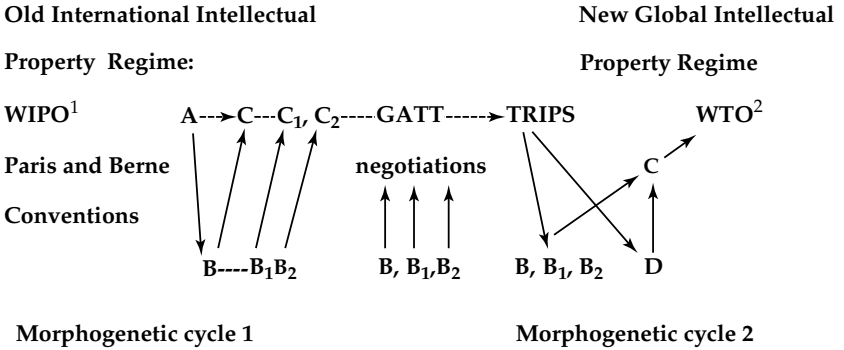 Old International Intellectual New Global Intellectual
Property Regime: Property Regime
WIPO¹ A C C₁, C₂ GATT TRIPS WTO²
Paris and Berne negotiations C
Conventions
B----B₁B₂ B, B₁,B₂ B, B₁, B₂ D
Morphogenetic cycle 1 Morphogenetic cycle 2